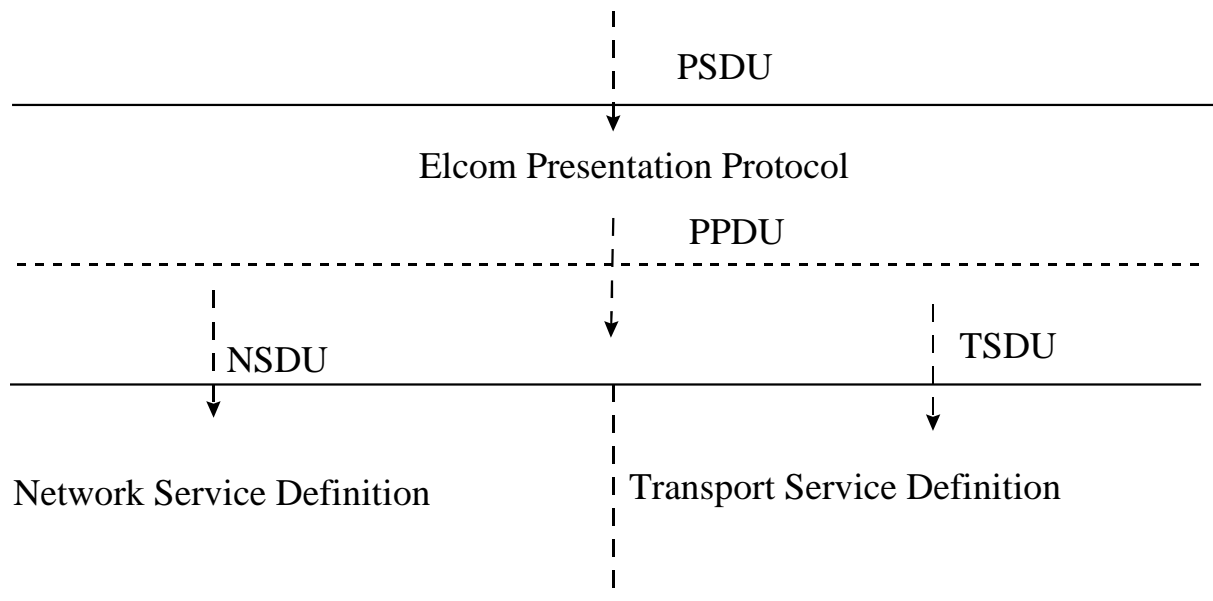 PSDU
Elcom Presentation Protocol
PPDU
NSDU
TSDU
Network Service Definition
Transport Service Definition